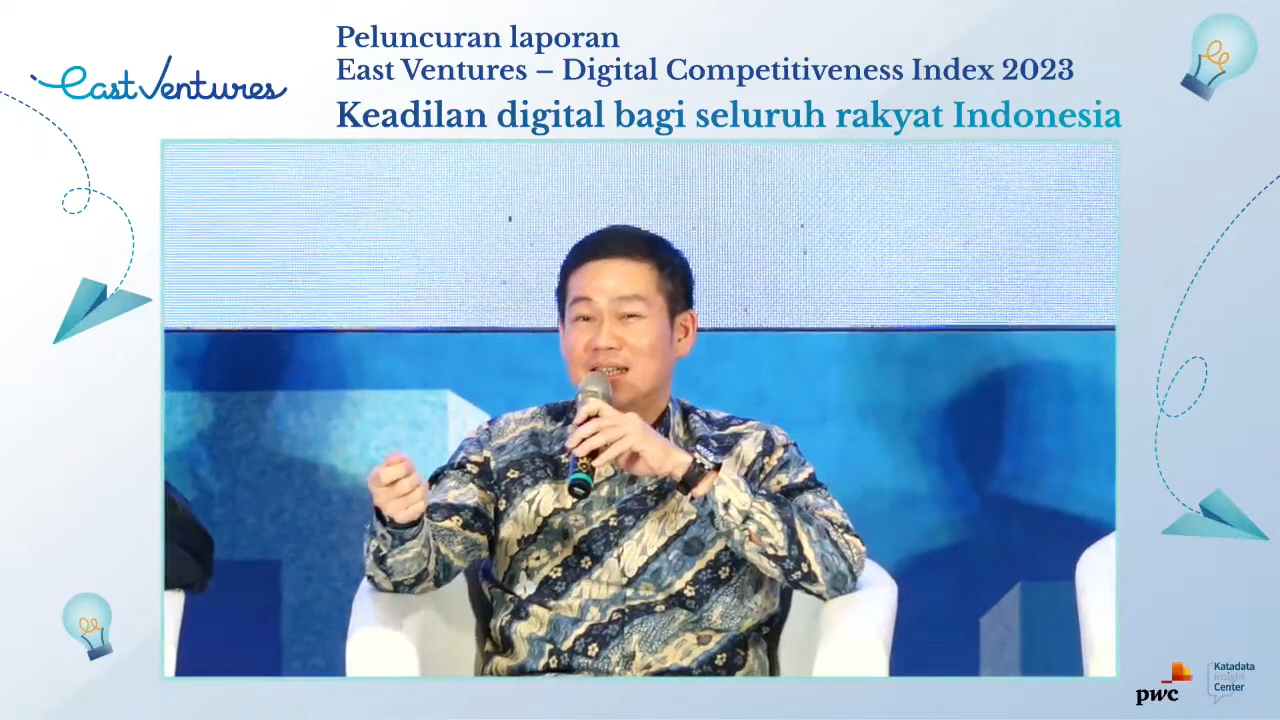 East Ventures
Peluncuran laporan
East Ventures – Digital Competitiveness Index 2023
Keadilan digital bagi seluruh rakyat Indonesia
pwc
Katadata
Insight
Center